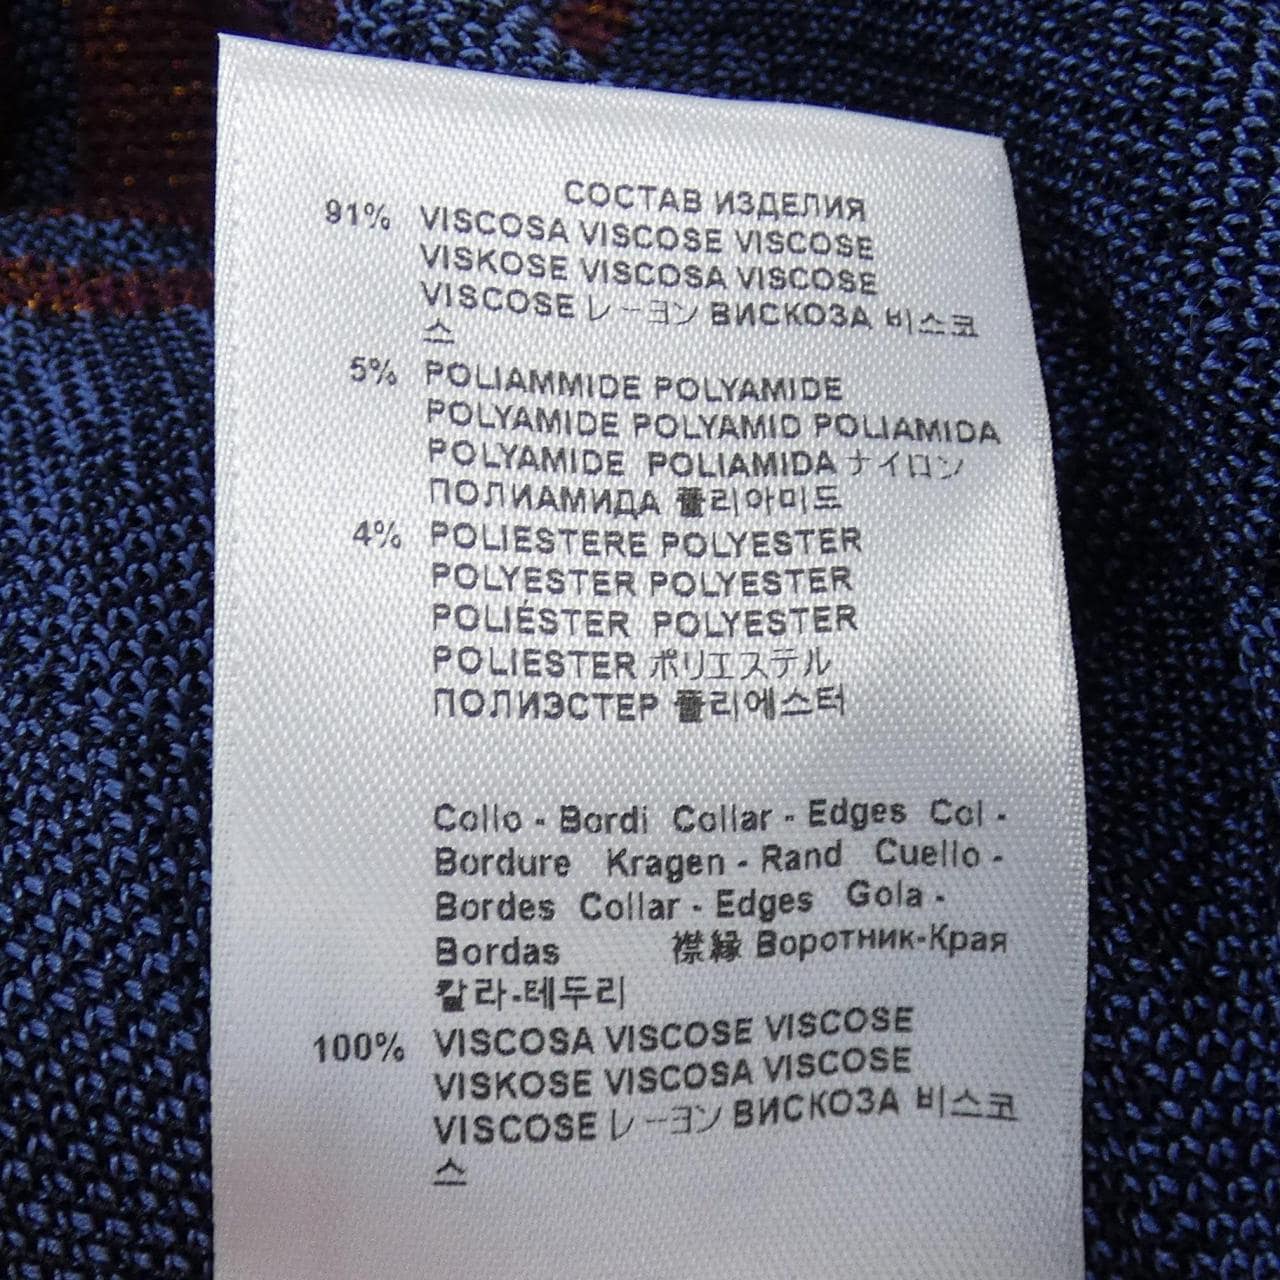 СОСТАВ ИЗДЕЛИЯ
91% VISCOSA VISCOSE VISCOSE
VISKOSE VISCOSA VISCOSE
VISCOSE レーヨン ВИСКОЗА 비스코
스
5% POLIAMMIDE POLYAMIDE
POLYAMIDE POLYAMID POLIAMIDA
POLYAMIDE POLIAMIDA ナイロン
ПОЛИАМИДА 폴리아미드
4% POLIESTERE POLYESTER
POLYESTER POLYESTER
POLIÉSTER POLYESTER
POLIESTER ポリエステル
ПОЛИЭСТЕР 폴리에스터
Collo - Bordi Collar - Edges Col -
Bordure Kragen - Rand Cuello -
Bordes Collar - Edges Gola -
Bordas 襟縁 Воротник-Края
칼라-테두리
100% VISCOSA VISCOSE VISCOSE
VISKOSE VISCOSA VISCOSE
VISCOSE レーヨン ВИСКОЗА 비스코
스